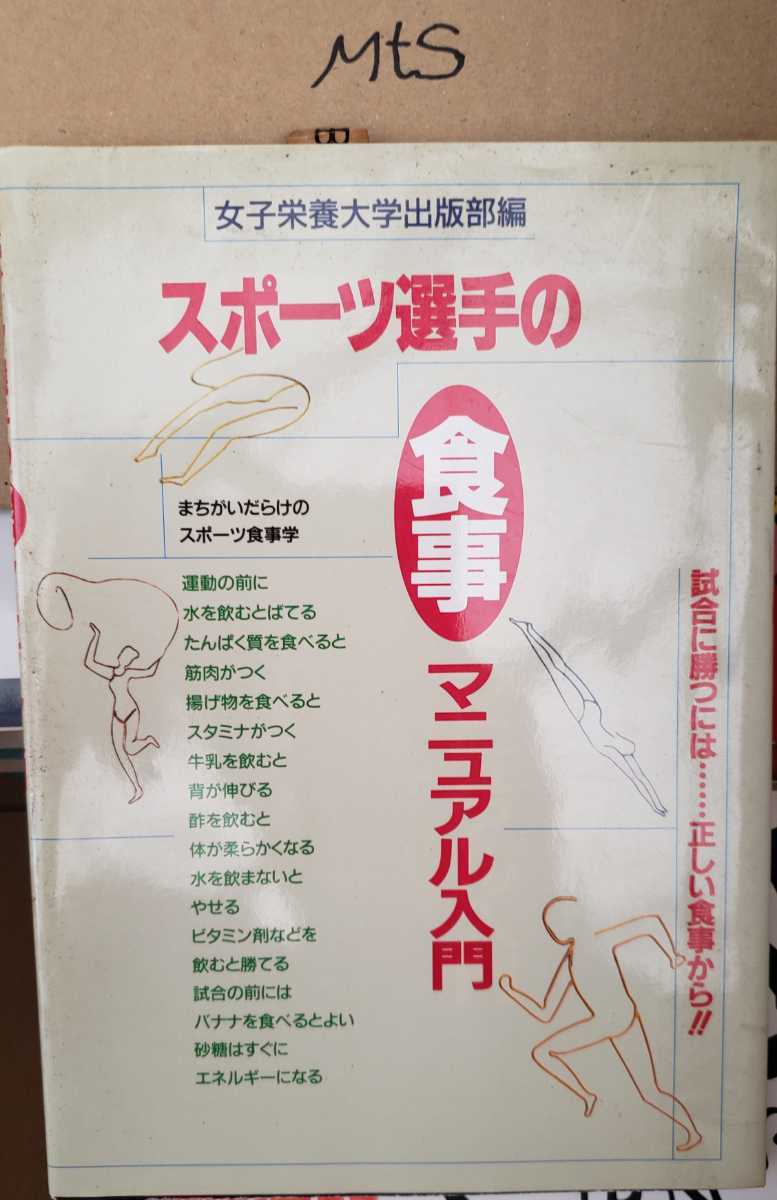 MtS
女子栄養大学出版部編
スポーツ選手の
食事
マニュアル入門
まちがいだらけの
スポーツ食事学
運動の前に
水を飲むとばてる
たんぱく質を食べると
筋肉がつく
揚げ物を食べると
スタミナがつく
牛乳を飲むと
背が伸びる
酢を飲むと
体が柔らかくなる
水を飲まないと
やせる
ビタミン剤などを
飲むと勝てる
試合の前には
バナナを食べるとよい
砂糖はすぐに
エネルギーになる
試合に勝つには……正しい食事から!!